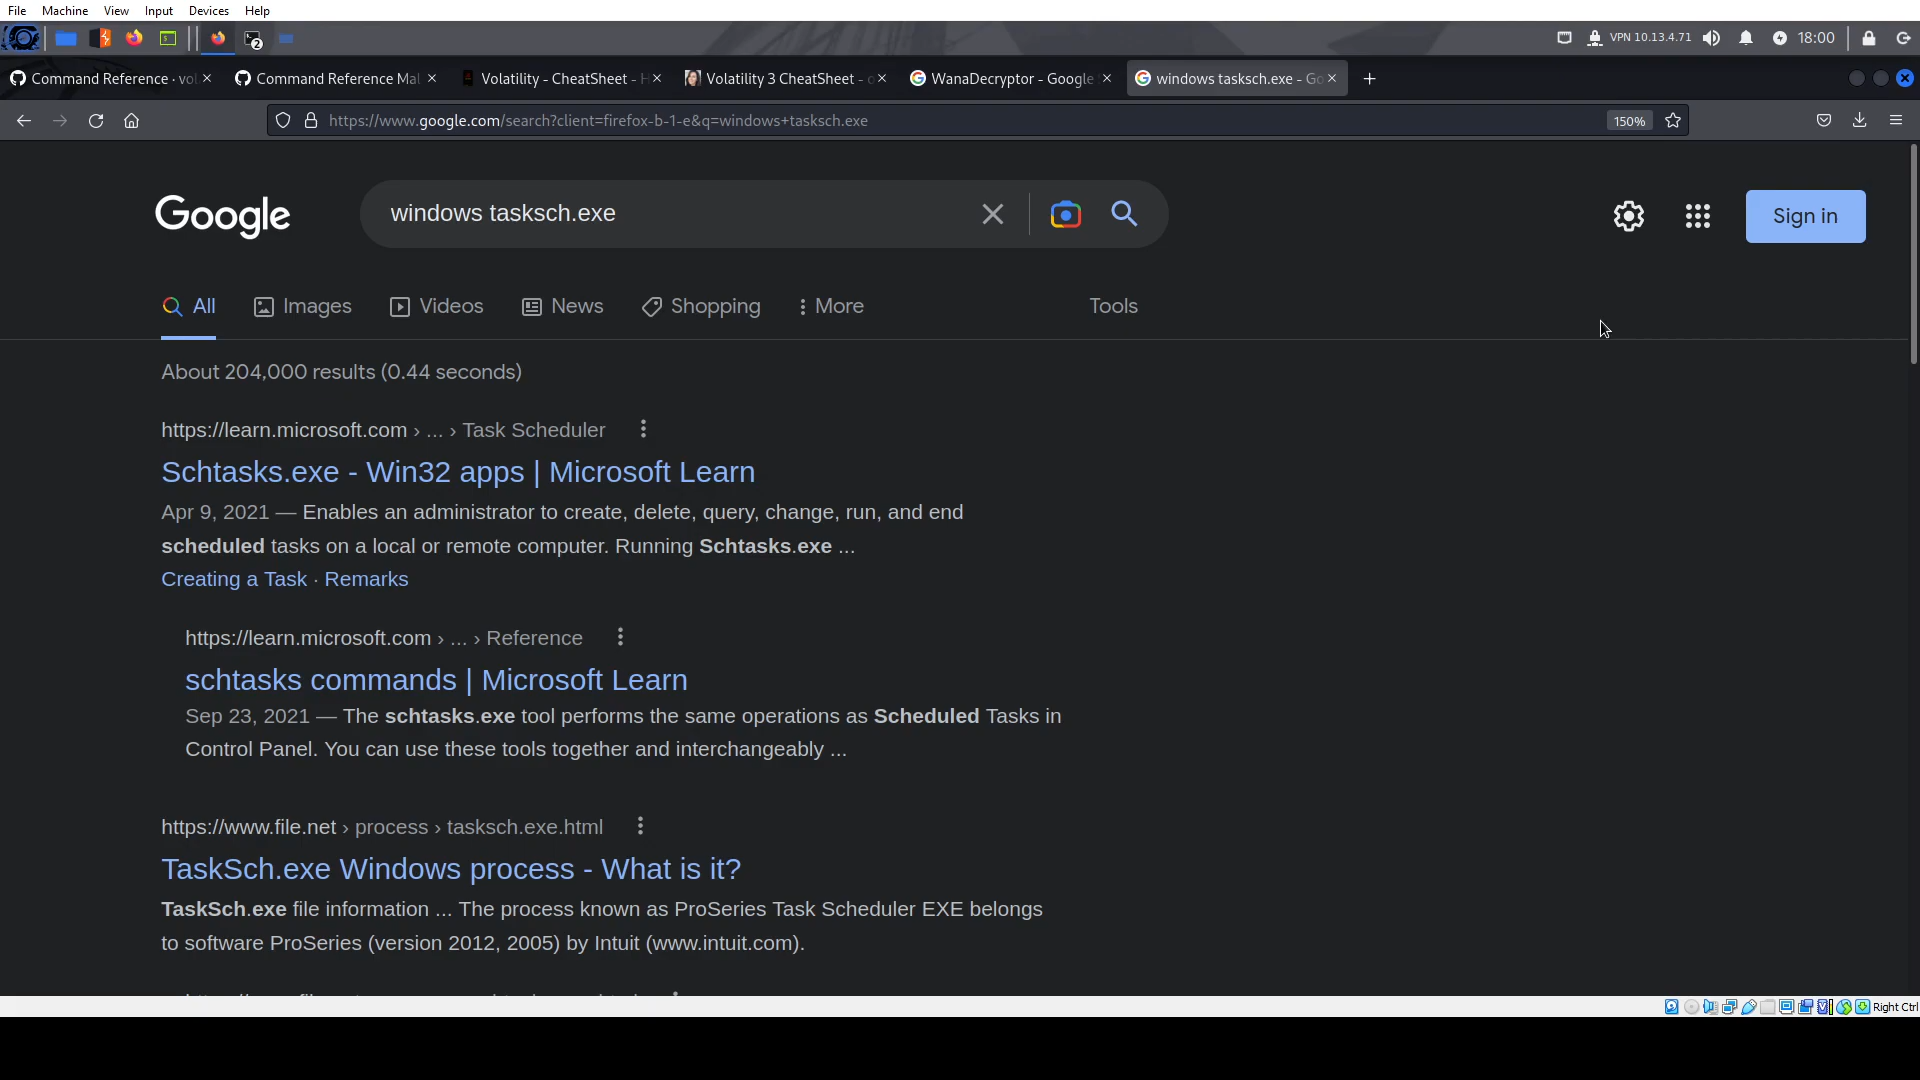 File Machine View Input Devices Help
2 VPN 10.13.4.71 18:00
Command Reference · vol Command Reference Mal Volatility - CheatSheet - H Volatility 3 CheatSheet - o WanaDecryptor - Google windows tasksch.exe - Go
https://www.google.com/search?client=firefox-b-1-e&q=windows+tasksch.exe 150%
Google windows tasksch.exe Sign in
All Images Videos News Shopping More Tools
About 204,000 results (0.44 seconds)
https://learn.microsoft.com › ... › Task Scheduler
Schtasks.exe - Win32 apps | Microsoft Learn
Apr 9, 2021 — Enables an administrator to create, delete, query, change, run, and end
scheduled tasks on a local or remote computer. Running Schtasks.exe ...
Creating a Task · Remarks
https://learn.microsoft.com › ... › Reference
schtasks commands | Microsoft Learn
Sep 23, 2021 — The schtasks.exe tool performs the same operations as Scheduled Tasks in
Control Panel. You can use these tools together and interchangeably ...
https://www.file.net › process › tasksch.exe.html
TaskSch.exe Windows process - What is it?
TaskSch.exe file information ... The process known as ProSeries Task Scheduler EXE belongs
to software ProSeries (version 2012, 2005) by Intuit (www.intuit.com).
Right Ctrl